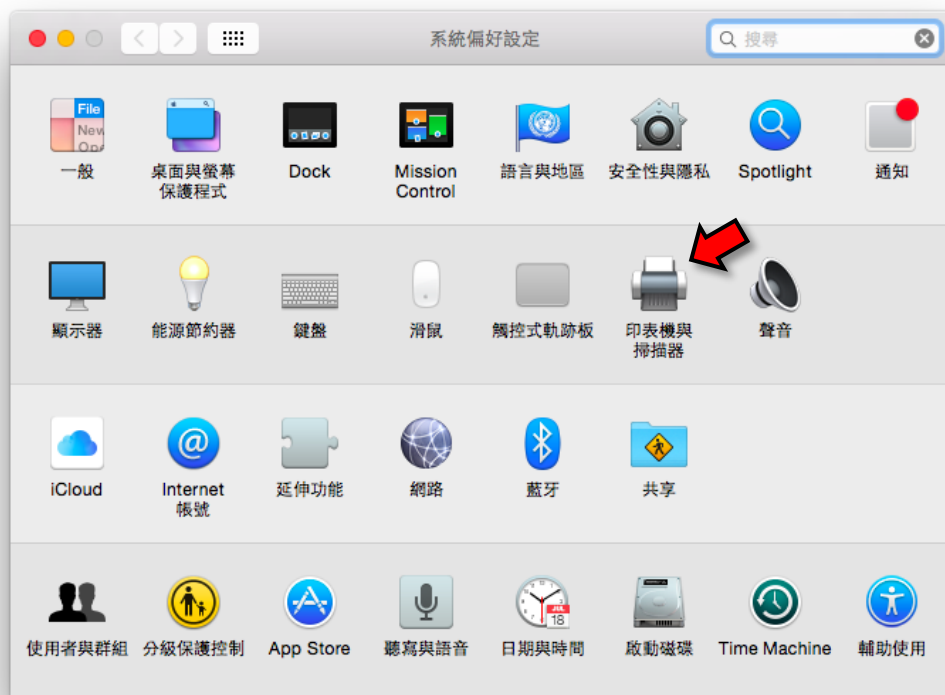 系統偏好設定
搜尋
File
New
Ope
一般
桌面與螢幕
保護程式
Dock
Mission
Control
語言與地區
安全性與隱私
Spotlight
通知
顯示器
能源節約器
鍵盤
滑鼠
觸控式軌跡板
印表機與
掃描器
聲音
iCloud
@
Internet
帳號
延伸功能
網路
藍牙
共享
使用者與群組
分級保護控制
App Store
聽寫與語音
JUL
18
日期與時間
啟動磁碟
Time Machine
輔助使用